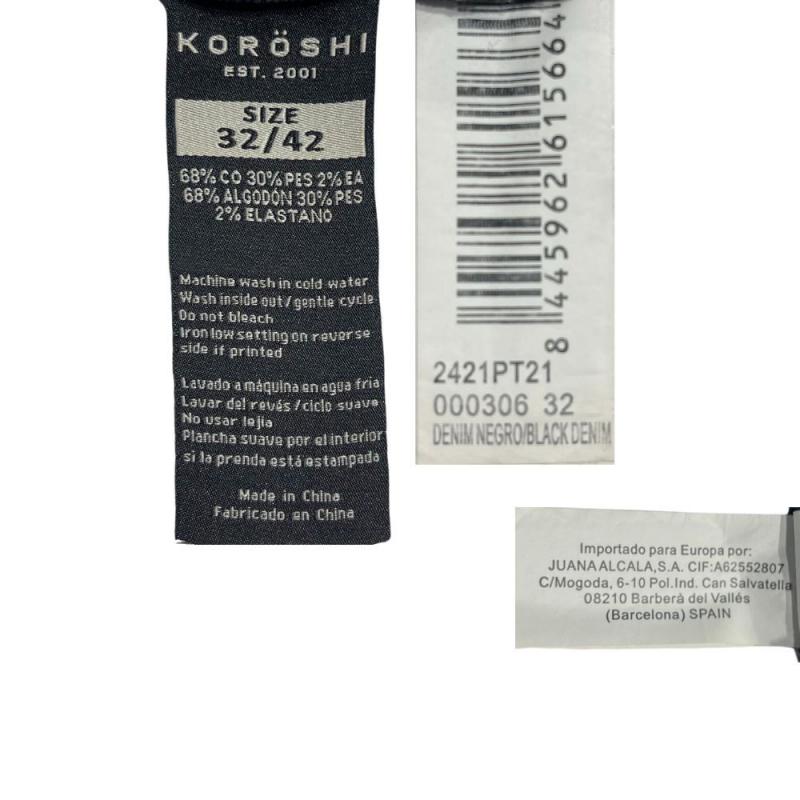 KORÖSHI
EST. 2001
SIZE
32/42
68% CO 30% PES 2% EA
68% ALGODÓN 30% PES
2% ELASTANO
Machine wash in cold water
Wash inside out/gentle cycle
Do not bleach
Iron low setting on reverse
side if printed
Lavado a máquina en agua fria
Lavar del revés/ciclo suave
No usar lejia
Plancha suave por el interior
si la prenda está estampada
Made in China
Fabricado en China
8 445962 615664
2421PT21
000306 32
DENIM NEGRO/BLACK DENIM
Importado para Europa por:
JUANA ALCALA,S.A. CIF:A62552807
C/Mogoda, 6-10 Pol.Ind. Can Salvatella
08210 Barberà del Vallés
(Barcelona) SPAIN